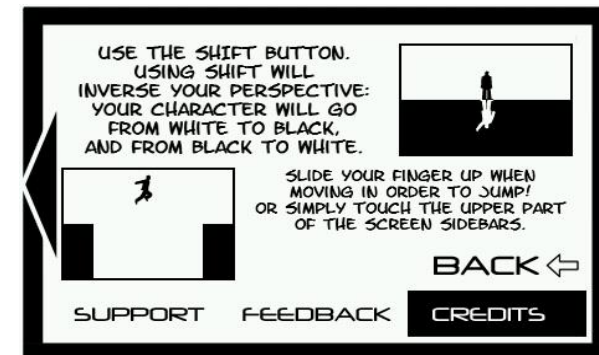 USE THE SHIFT BUTTON.
USING SHIFT WILL
INVERSE YOUR PERSPECTIVE:
YOUR CHARACTER WILL GO
FROM WHITE TO BLACK,
AND FROM BLACK TO WHITE.
SLIDE YOUR FINGER UP WHEN
MOVING IN ORDER TO JUMP!
OR SIMPLY TOUCH THE UPPER PART
OF THE SCREEN SIDEBARS.
BACK
SUPPORT FEEDBACK CREDITS